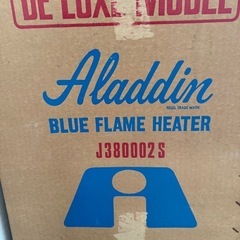 DE LUXE MODEL
Aladdin
REGD. TRADE MARK
BLUE FLAME HEATER
J380002S